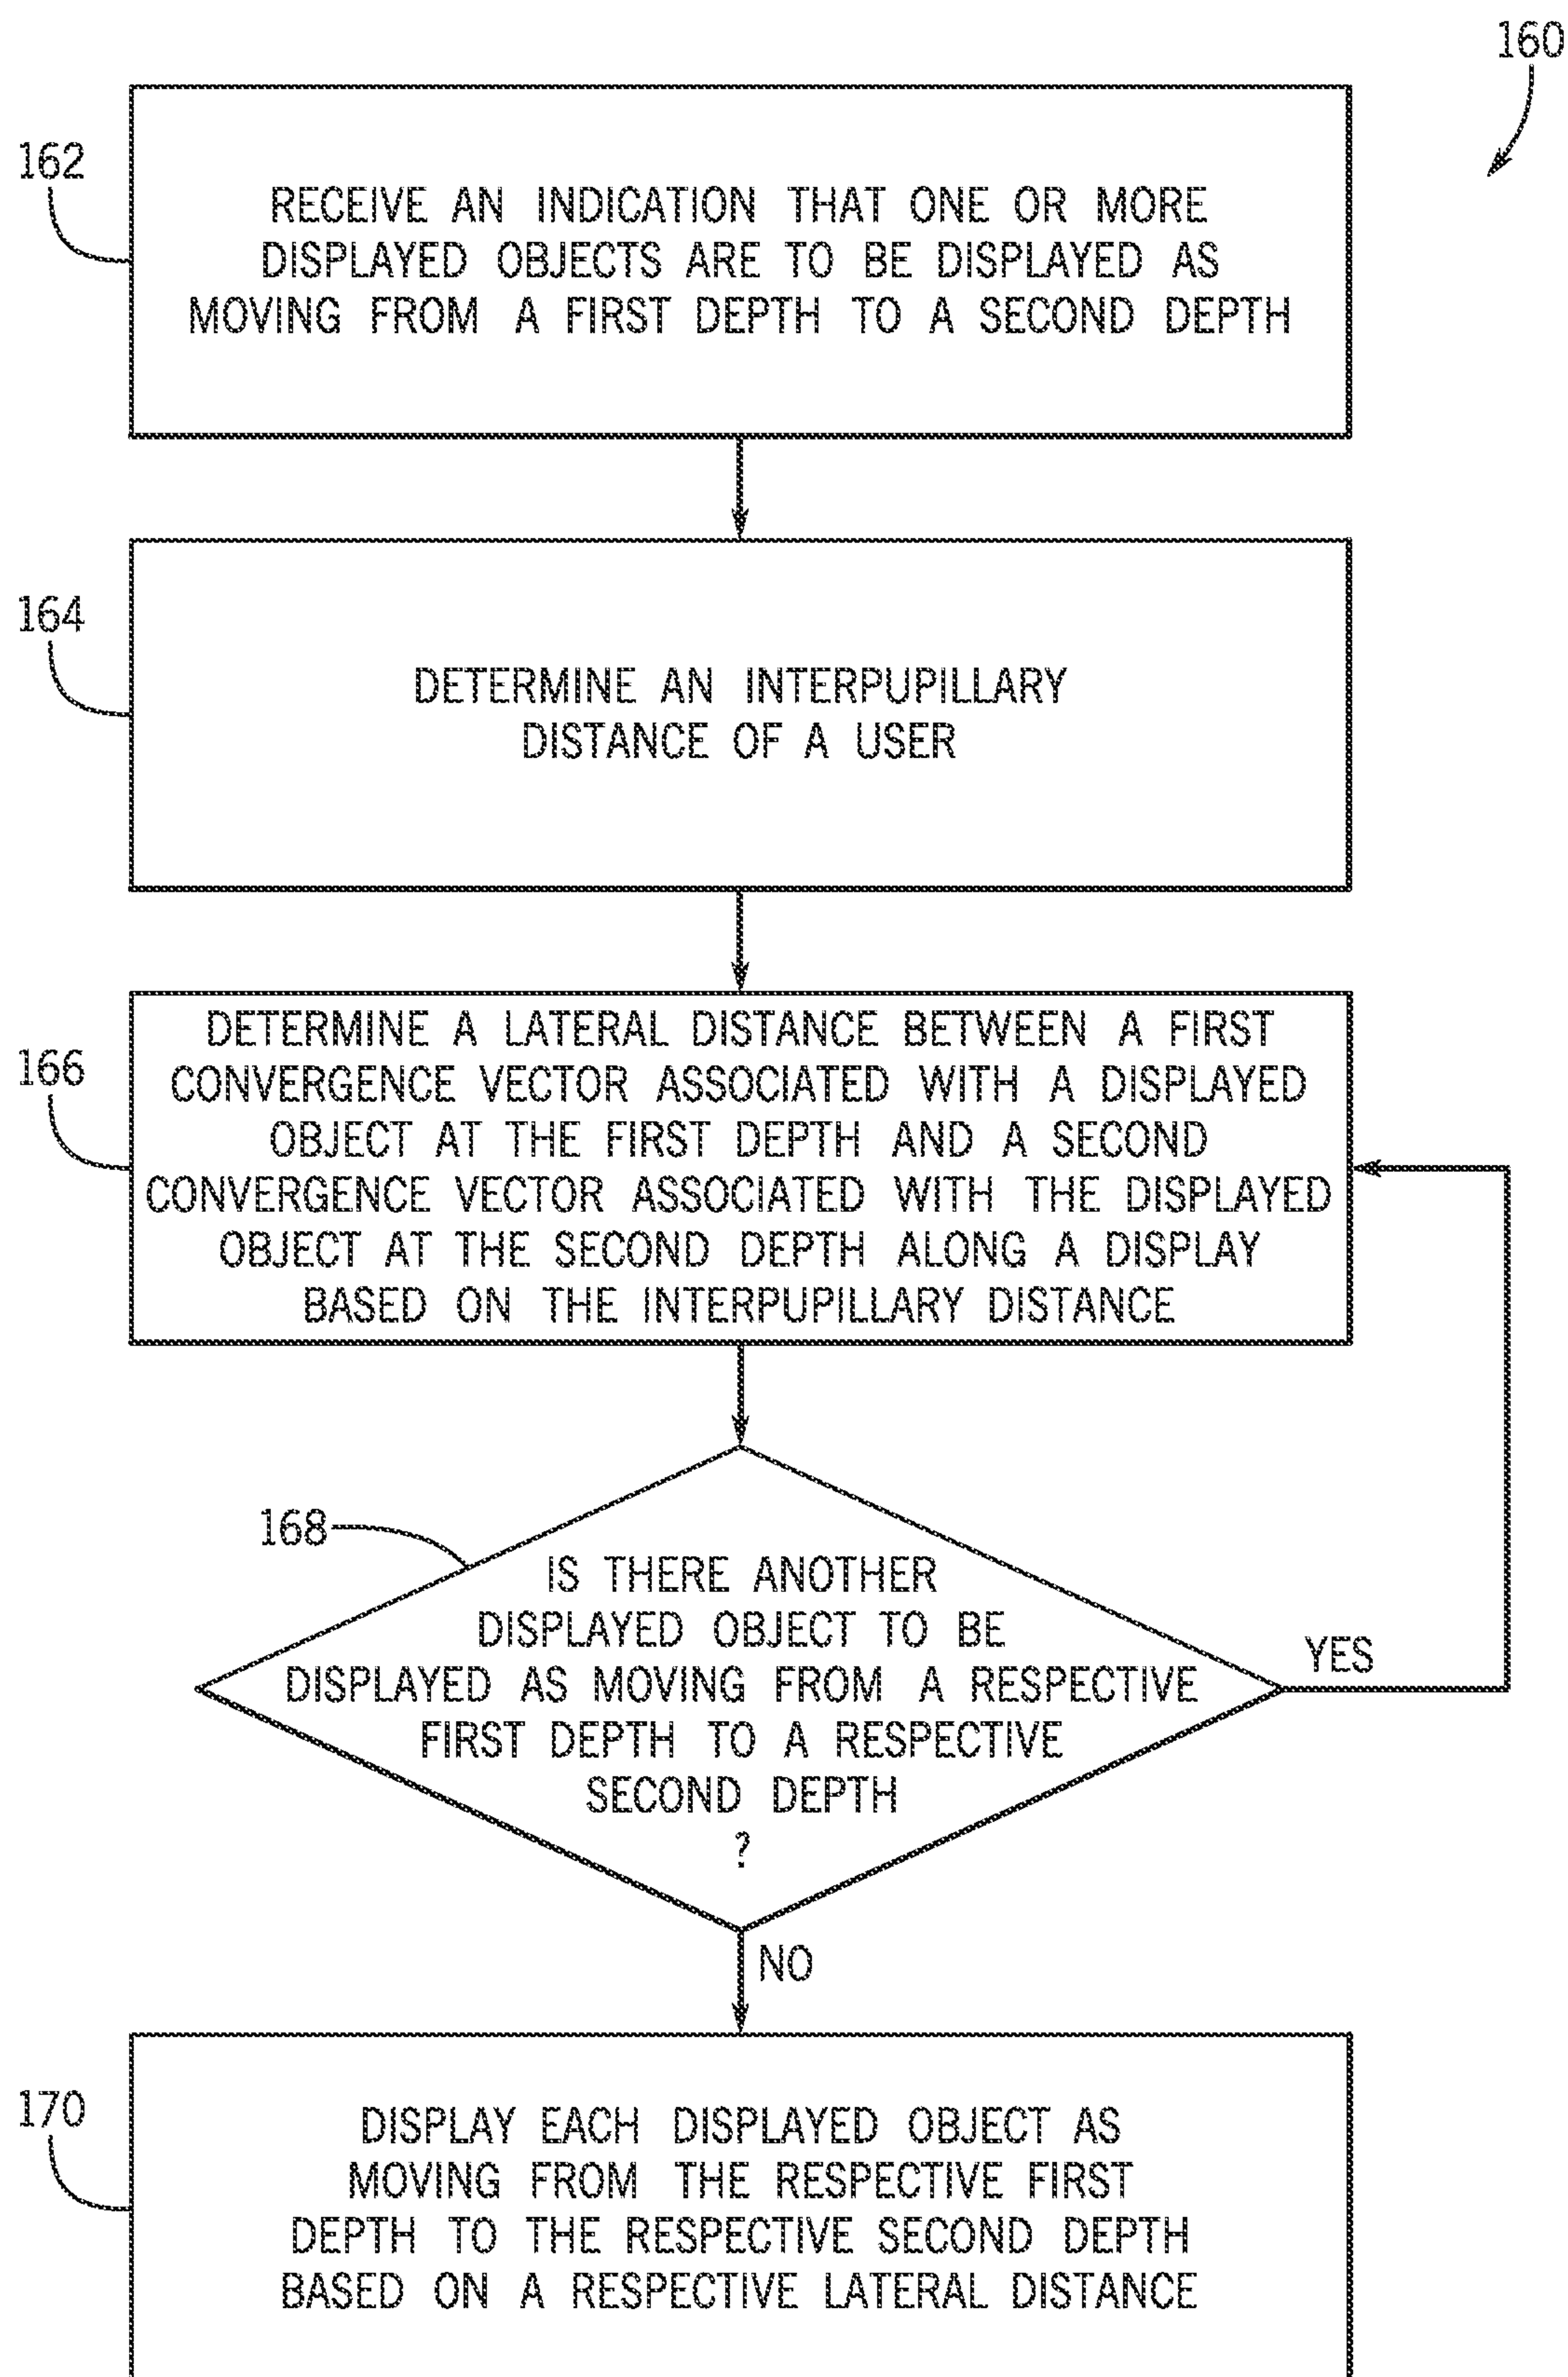 160
162
RECEIVE AN INDICATION THAT ONE OR MORE
DISPLAYED OBJECTS ARE TO BE DISPLAYED AS
MOVING FROM A FIRST DEPTH TO A SECOND DEPTH
164
DETERMINE AN INTERPUPILLARY
DISTANCE OF A USER
166
DETERMINE A LATERAL DISTANCE BETWEEN A FIRST
CONVERGENCE VECTOR ASSOCIATED WITH A DISPLAYED
OBJECT AT THE FIRST DEPTH AND A SECOND
CONVERGENCE VECTOR ASSOCIATED WITH THE DISPLAYED
OBJECT AT THE SECOND DEPTH ALONG A DISPLAY
BASED ON THE INTERPUPILLARY DISTANCE
168
IS THERE ANOTHER
DISPLAYED OBJECT TO BE
DISPLAYED AS MOVING FROM A RESPECTIVE
FIRST DEPTH TO A RESPECTIVE
SECOND DEPTH
?
YES
NO
170
DISPLAY EACH DISPLAYED OBJECT AS
MOVING FROM THE RESPECTIVE FIRST
DEPTH TO THE RESPECTIVE SECOND DEPTH
BASED ON A RESPECTIVE LATERAL DISTANCE